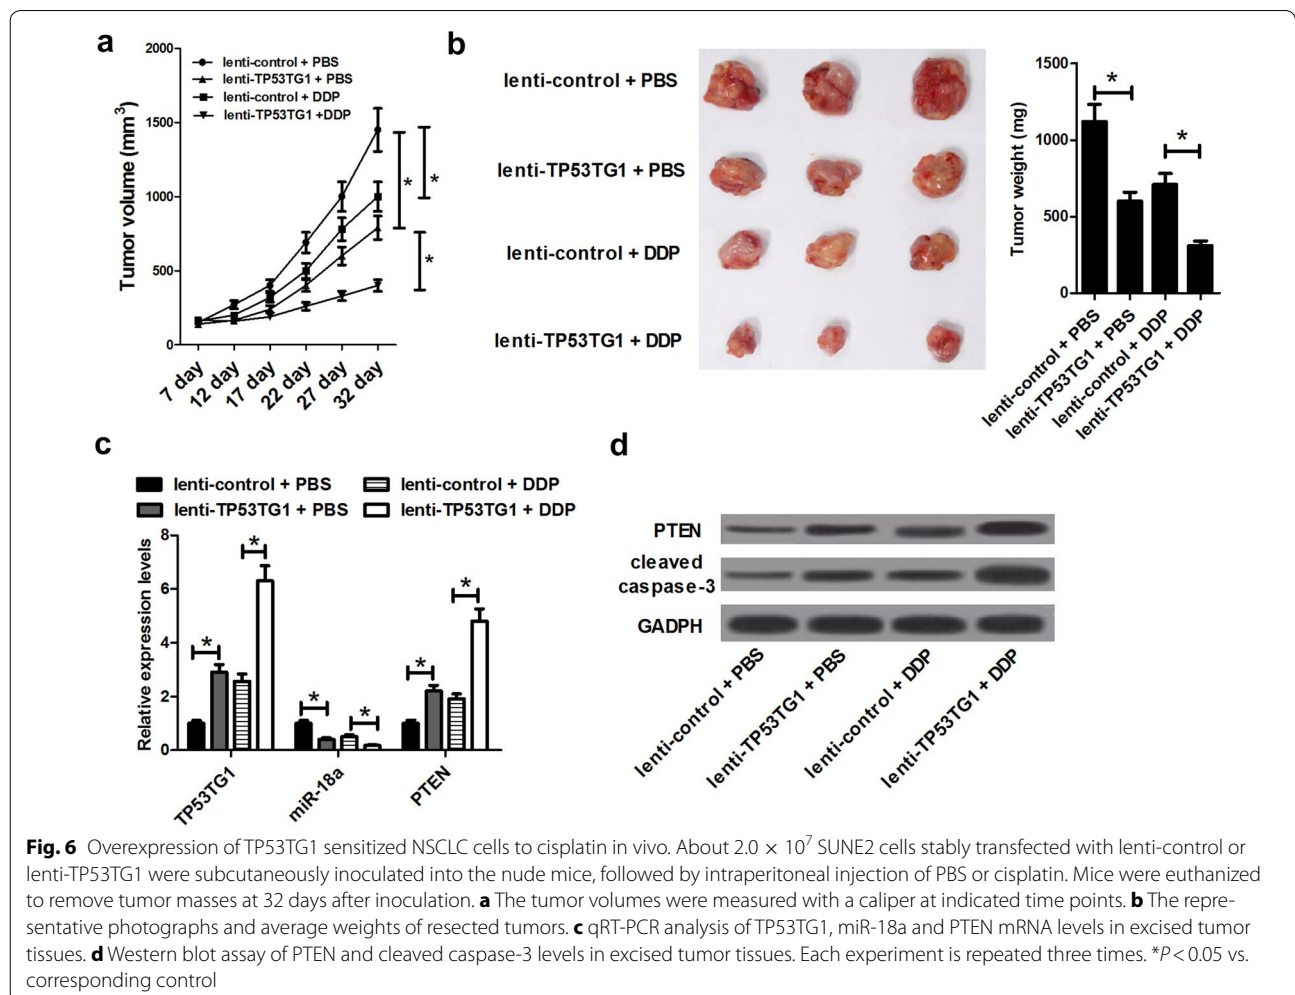 a
2000
1500
1000
500
0
Tumor volume (mm3)
lenti-control + PBS
lenti-TP53TG1 + PBS
lenti-control + DDP
lenti-TP53TG1 +DDP
* *
*
7 day
12 day
17 day
22 day
27 day
32 day
b
lenti-control + PBS
lenti-TP53TG1 + PBS
lenti-control + DDP
lenti-TP53TG1 + DDP
Tumor weight (mg)
1500
1000
500
0
*
*
lenti-control + PBS
lenti-TP53TG1 + PBS
lenti-control + DDP
lenti-TP53TG1 + DDP
c
lenti-control + PBS
lenti-control + DDP
lenti-TP53TG1 + PBS
lenti-TP53TG1 + DDP
Relative expression levels
8
6
4
2
0
*
*
*
*
*
*
TP53TG1
miR-18a
PTEN
d
PTEN
cleaved
caspase-3
GADPH
lenti-control + PBS
lenti-TP53TG1 + PBS
lenti-control + DDP
lenti-TP53TG1 + DDP
Fig. 6 Overexpression of TP53TG1 sensitized NSCLC cells to cisplatin in vivo. About 2.0 × 10⁷ SUNE2 cells stably transfected with lenti-control or
lenti-TP53TG1 were subcutaneously inoculated into the nude mice, followed by intraperitoneal injection of PBS or cisplatin. Mice were euthanized
to remove tumor masses at 32 days after inoculation. a The tumor volumes were measured with a caliper at indicated time points. b The repre-
sentative photographs and average weights of resected tumors. c qRT-PCR analysis of TP53TG1, miR-18a and PTEN mRNA levels in excised tumor
tissues. d Western blot assay of PTEN and cleaved caspase-3 levels in excised tumor tissues. Each experiment is repeated three times. *P < 0.05 vs.
corresponding control